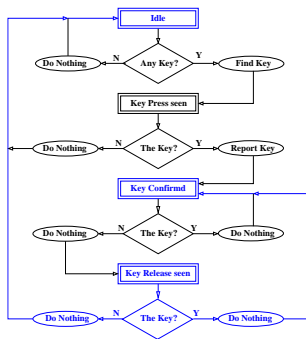 Idle
N
Y
Do Nothing
Any Key?
Find Key
Key Press seen
N
Y
Do Nothing
The Key?
Report Key
Key Confirmd
Do Nothing
N
The Key?
Y
Do Nothing
Key Release seen
N
Y
Do Nothing
The Key?
Do Nothing